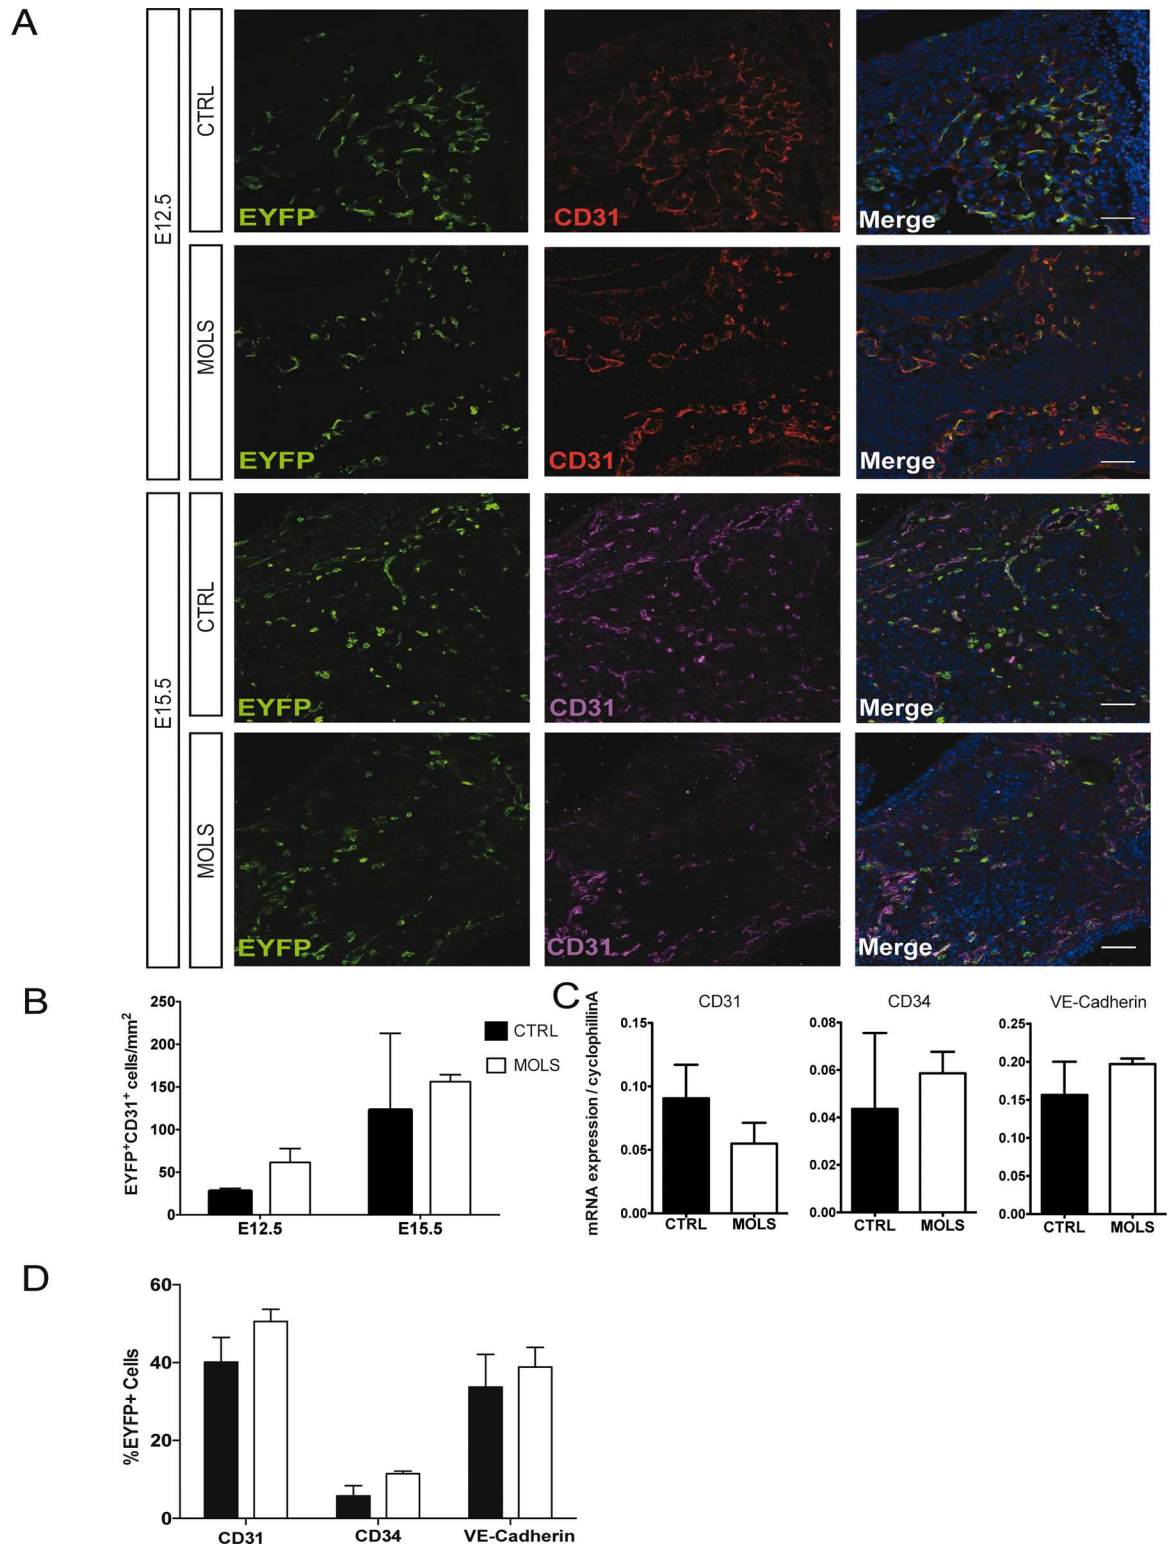 A
E12.5
CTRL
EYFP
CD31
Merge
MOLS
EYFP
CD31
Merge
E15.5
CTRL
EYFP
CD31
Merge
MOLS
EYFP
CD31
Merge
B
EYFP⁺CD31⁺ cells/mm²
250
200
150
100
50
0
E12.5
E15.5
CTRL
MOLS
C
mRNA expression / cyclophillinA
CD31
0.15
0.10
0.05
0.00
CTRL
MOLS
CD34
0.08
0.06
0.04
0.02
0.00
CTRL
MOLS
VE-Cadherin
0.25
0.20
0.15
0.10
0.05
0.00
CTRL
MOLS
D
%EYFP+ Cells
60
40
20
0
CD31
CD34
VE-Cadherin